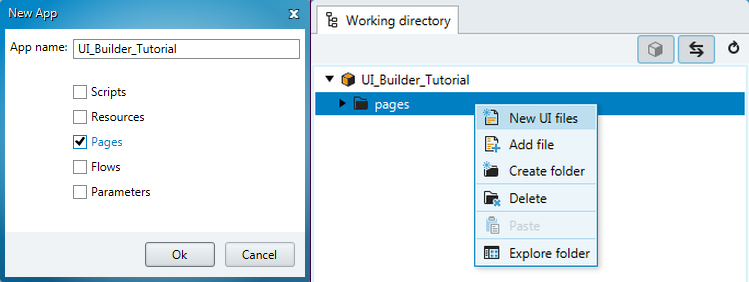 New App
App name: UI_Builder_Tutorial
Scripts
Resources
Pages
Flows
Parameters
Ok Cancel
Working directory
UI_Builder_Tutorial
pages
New UI files
Add file
Create folder
Delete
Paste
Explore folder